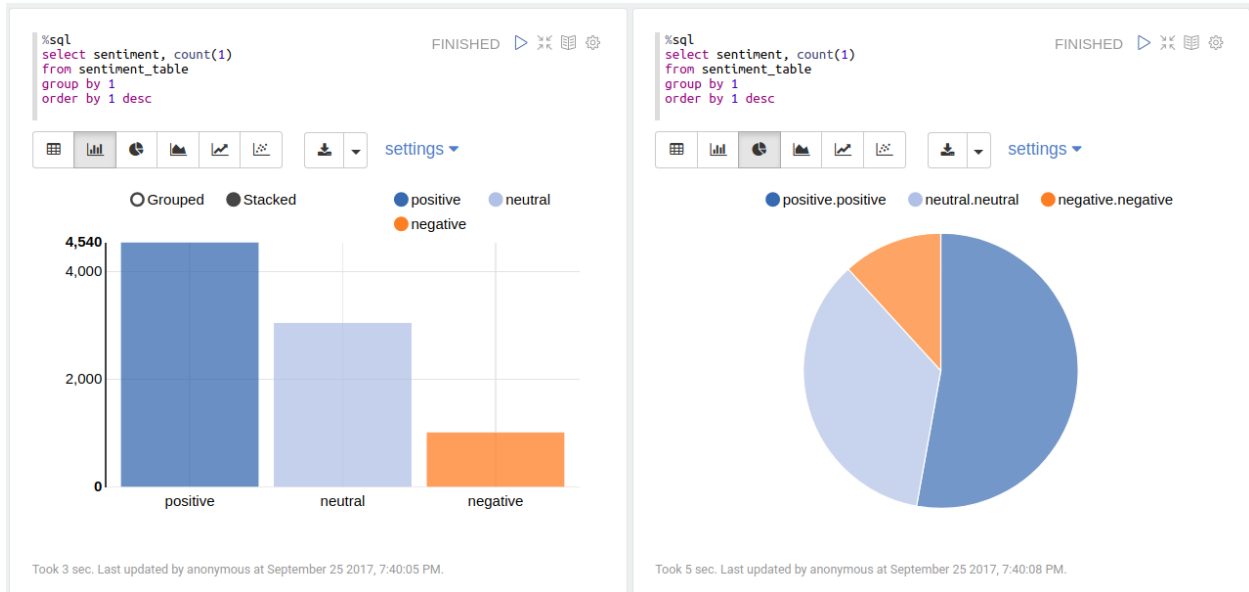 %sql
select sentiment, count(1)
from sentiment_table
group by 1
order by 1 desc
FINISHED
settings
Grouped Stacked
positive neutral
negative
4,540
4,000
2,000
0
positive neutral negative
Took 3 sec. Last updated by anonymous at September 25 2017, 7:40:05 PM.
%sql
select sentiment, count(1)
from sentiment_table
group by 1
order by 1 desc
FINISHED
settings
positive.positive neutral.neutral negative.negative
Took 5 sec. Last updated by anonymous at September 25 2017, 7:40:08 PM.